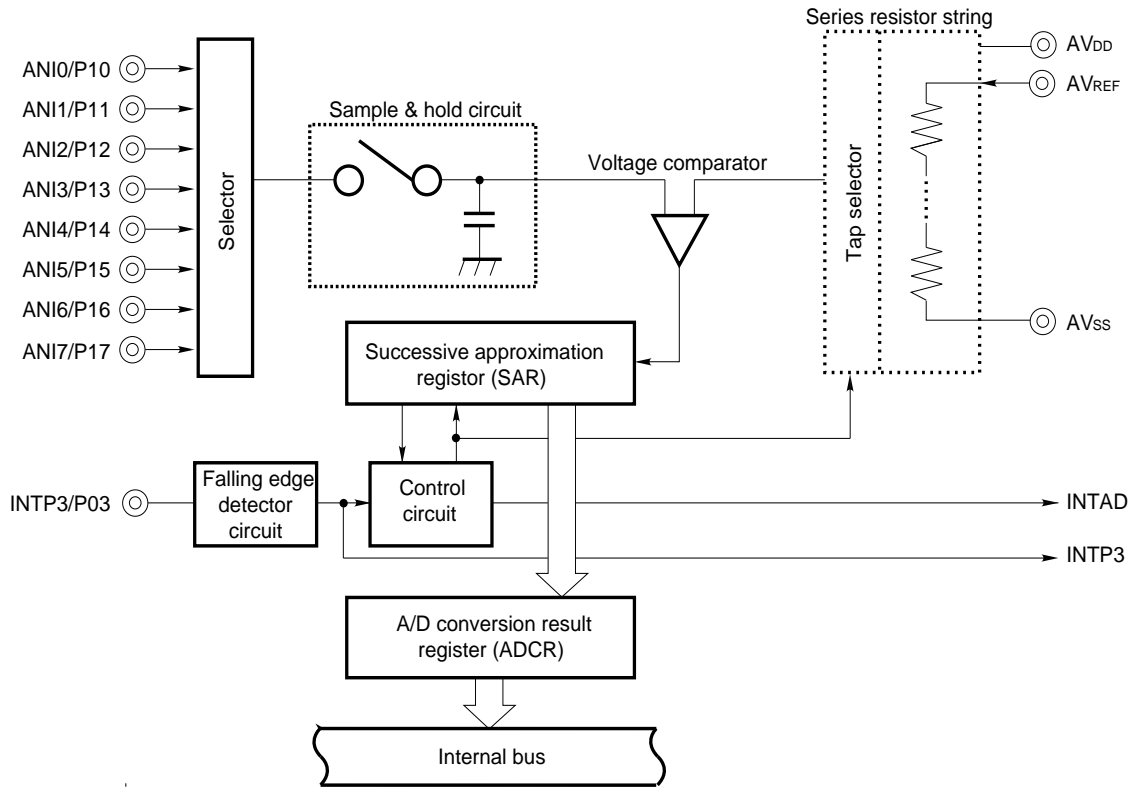 Series resistor string
AVDD
ANI0/P10
AVREF
ANI1/P11
Sample & hold circuit
ANI2/P12
Voltage comparator
ANI3/P13
Selector
Tap selector
ANI4/P14
ANI5/P15
ANI6/P16
AVSS
ANI7/P17
Successive approximation
registor (SAR)
INTP3/P03
Falling edge
detector
circuit
Control
circuit
INTAD
INTP3
A/D conversion result
register (ADCR)
Internal bus